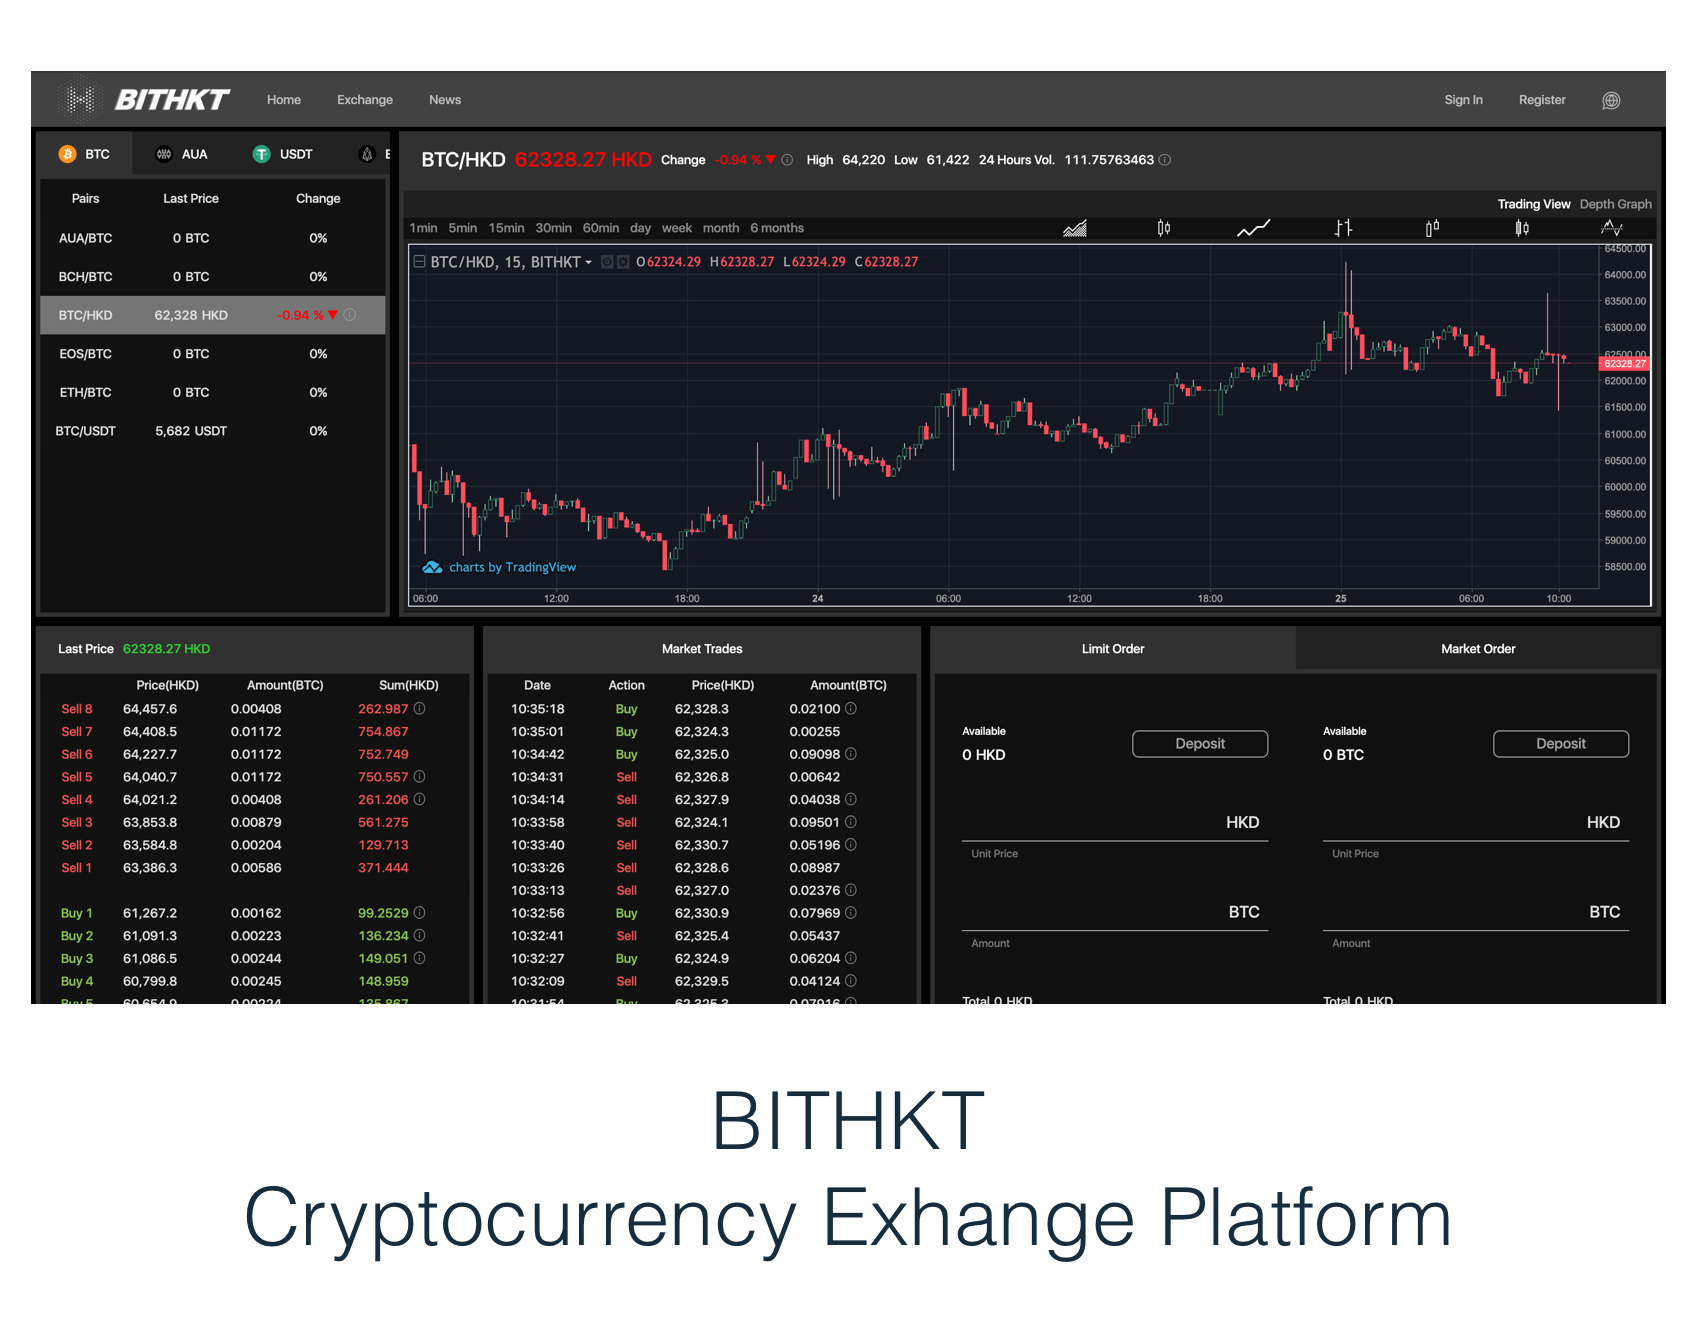 BITHKT Home Exchange News Sign In Register
BTC AUA USDT
Pairs Last Price Change
AUA/BTC 0 BTC 0%
BCH/BTC 0 BTC 0%
BTC/HKD 62,328 HKD -0.94 % ▼
EOS/BTC 0 BTC 0%
ETH/BTC 0 BTC 0%
BTC/USDT 5,682 USDT 0%
BTC/HKD 62328.27 HKD Change -0.94 % ▼ High 64,220 Low 61,422 24 Hours Vol. 111.75763463
Trading View Depth Graph
1min 5min 15min 30min 60min day week month 6 months
BTC/HKD, 15, BITHKT O62324.29 H62328.27 L62324.29 C62328.27
64500.00
64000.00
63500.00
63000.00
62500.00
62328.27
62000.00
61500.00
61000.00
60500.00
60000.00
59500.00
59000.00
58500.00
charts by TradingView
06:00 12:00 18:00 24 06:00 12:00 18:00 25 06:00 10:00
Last Price 62328.27 HKD
Price(HKD) Amount(BTC) Sum(HKD)
Sell 8 64,457.6 0.00408 262.987
Sell 7 64,408.5 0.01172 754.867
Sell 6 64,227.7 0.01172 752.749
Sell 5 64,040.7 0.01172 750.557
Sell 4 64,021.2 0.00408 261.206
Sell 3 63,853.8 0.00879 561.275
Sell 2 63,584.8 0.00204 129.713
Sell 1 63,386.3 0.00586 371.444
Buy 1 61,267.2 0.00162 99.2529
Buy 2 61,091.3 0.00223 136.234
Buy 3 61,086.5 0.00244 149.051
Buy 4 60,799.8 0.00245 148.959
Buy 5 60,654.9 0.00224 135.867
Market Trades
Date Action Price(HKD) Amount(BTC)
10:35:18 Buy 62,328.3 0.02100
10:35:01 Buy 62,324.3 0.00255
10:34:42 Buy 62,325.0 0.09098
10:34:31 Sell 62,326.8 0.00642
10:34:14 Sell 62,327.9 0.04038
10:33:58 Sell 62,324.1 0.09501
10:33:40 Sell 62,330.7 0.05196
10:33:26 Sell 62,328.6 0.08987
10:33:13 Sell 62,327.0 0.02376
10:32:56 Buy 62,330.9 0.07969
10:32:41 Sell 62,325.4 0.05437
10:32:27 Buy 62,324.9 0.06204
10:32:09 Sell 62,329.5 0.04124
10:31:54 Buy 62,325.3 0.07916
Limit Order Market Order
Available Available
0 HKD Deposit 0 BTC Deposit
HKD HKD
Unit Price Unit Price
BTC BTC
Amount Amount
Total 0 HKD Total 0 HKD
BITHKT
Cryptocurrency Exhange Platform